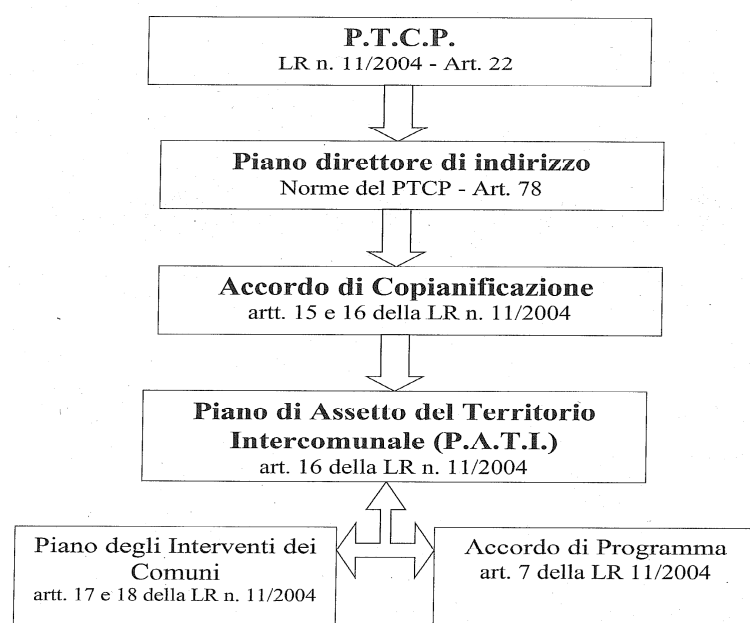 P.T.C.P.
LR n. 11/2004 - Art. 22
Piano direttore di indirizzo
Norme del PTCP - Art. 78
Accordo di Copianificazione
artt. 15 e 16 della LR n. 11/2004
Piano di Assetto del Territorio
Intercomunale (P.A.T.I.)
art. 16 della LR n. 11/2004
Piano degli Interventi dei
Comuni
artt. 17 e 18 della LR n. 11/2004
Accordo di Programma
art. 7 della LR 11/2004